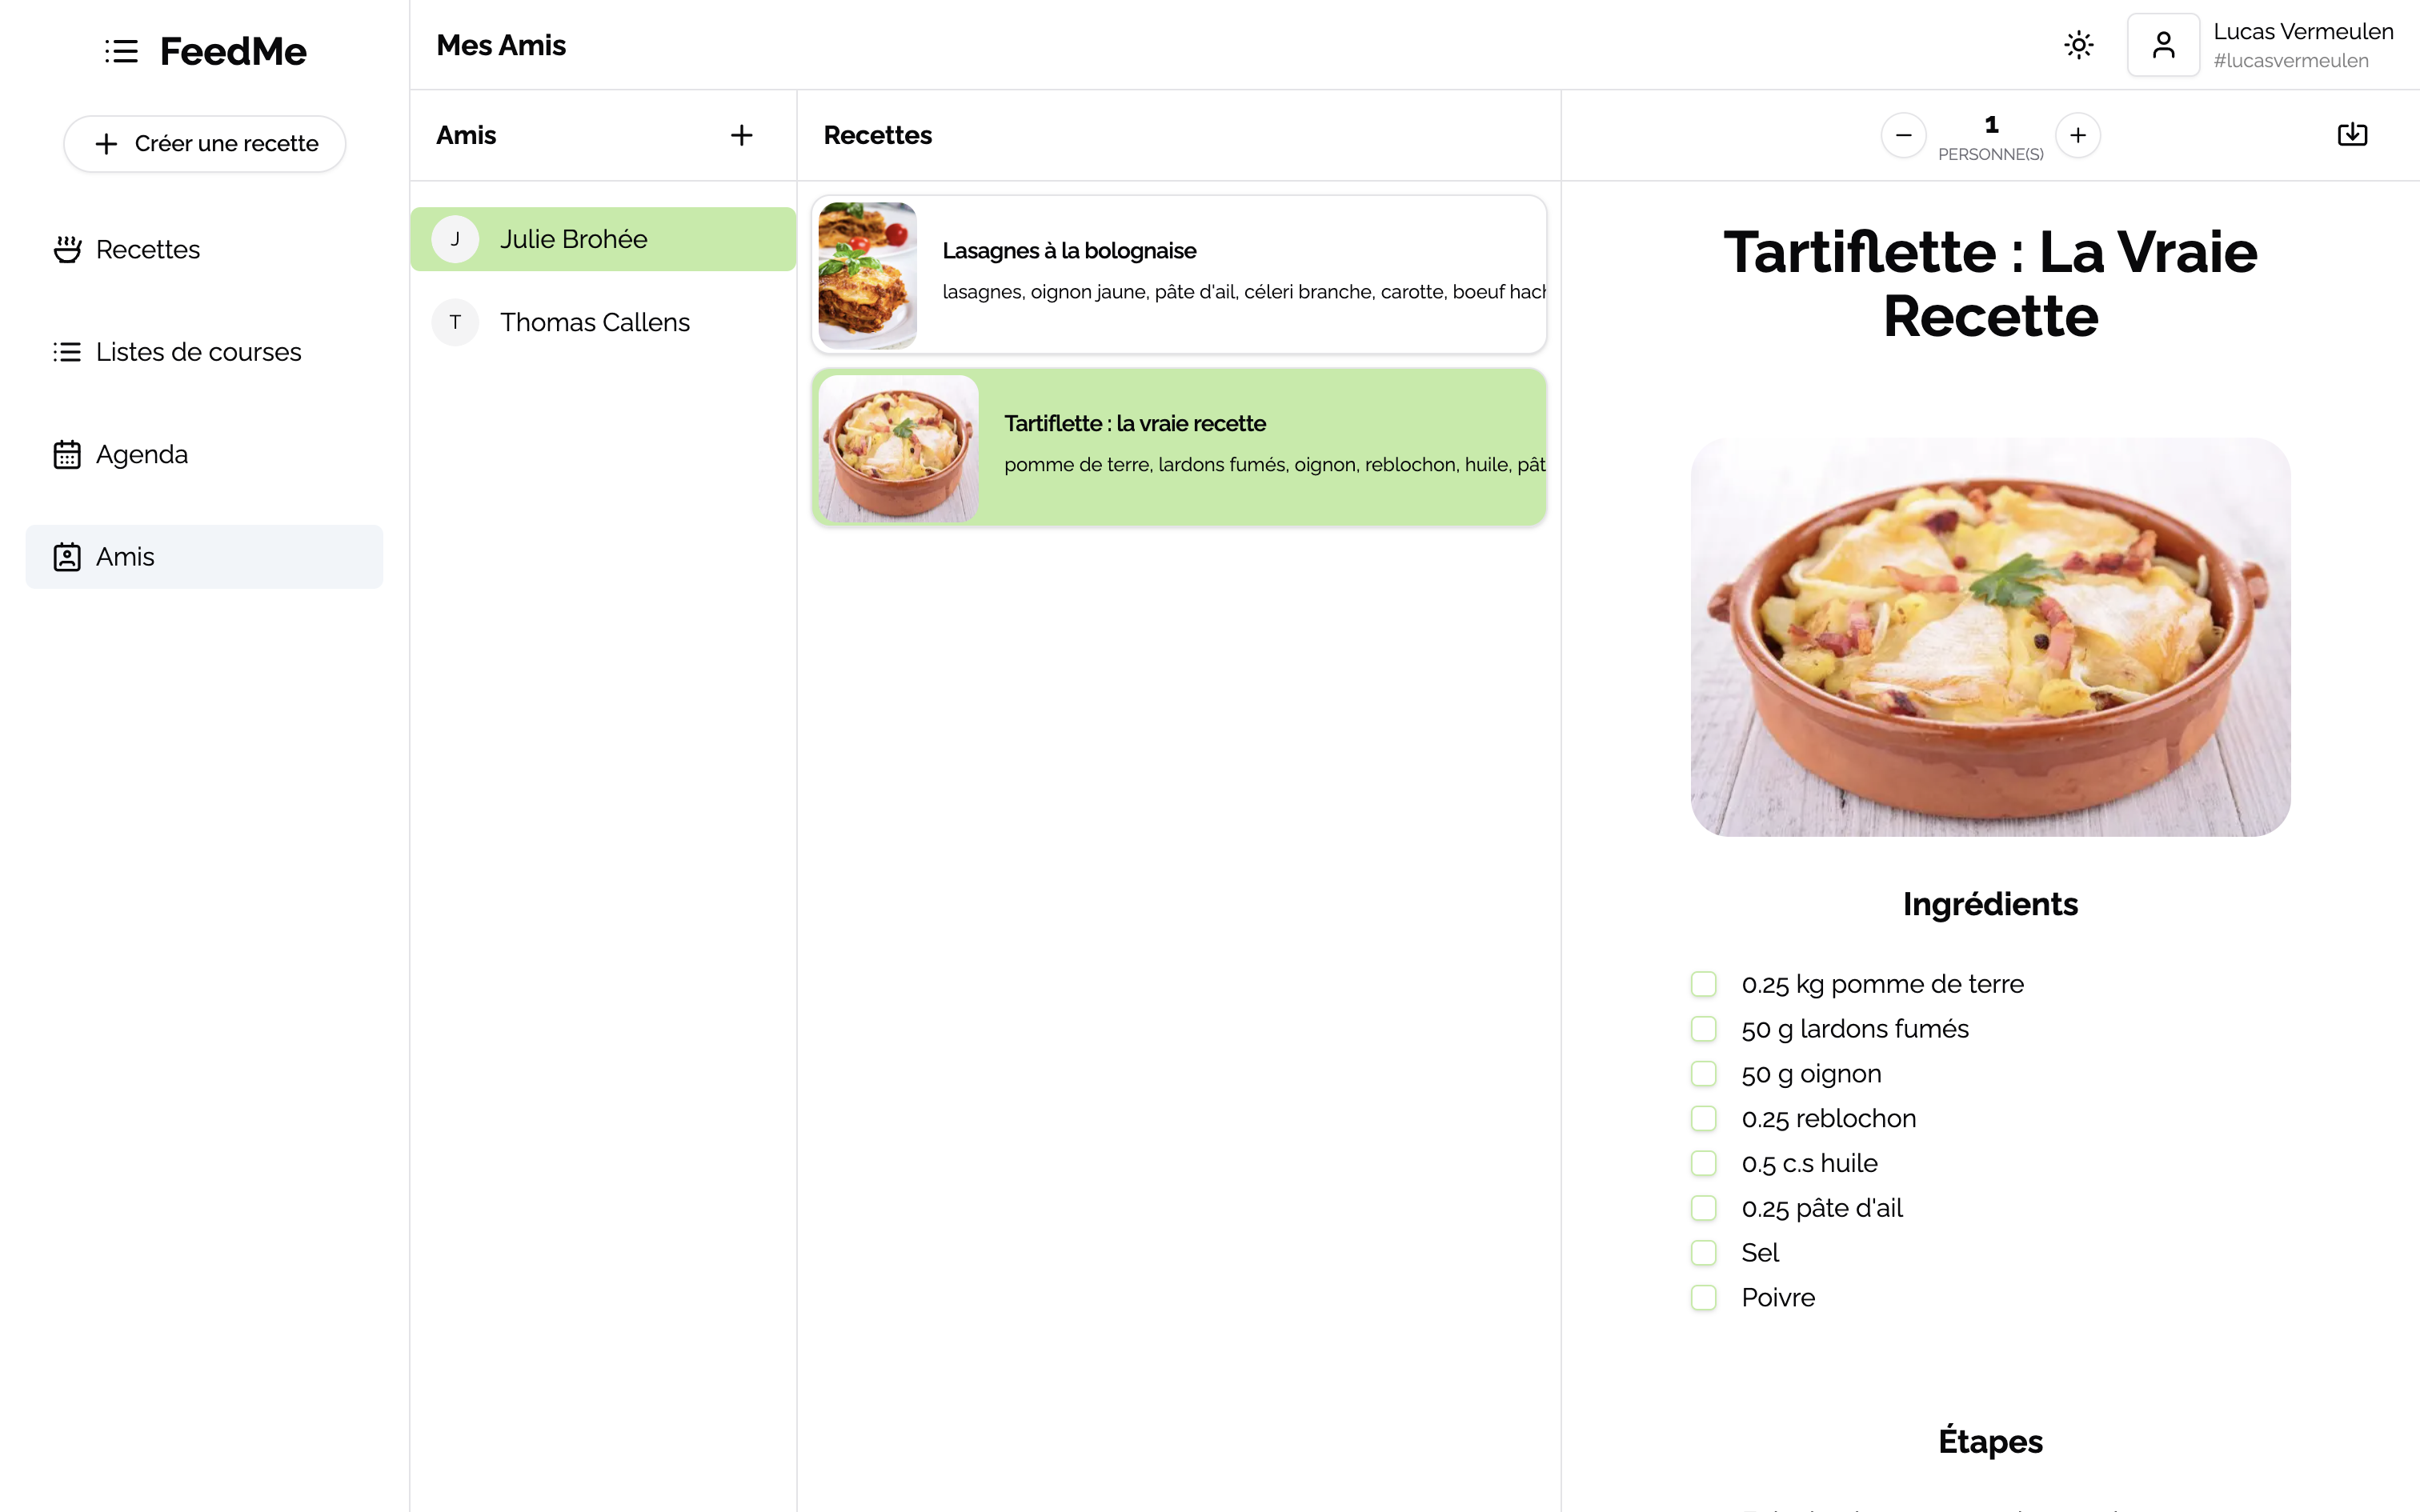 FeedMe
Créer une recette
Recettes
Listes de courses
Agenda
Amis
Mes Amis
Lucas Vermeulen
#lucasvermeulen
Amis
J
Julie Brohée
T
Thomas Callens
Recettes
Lasagnes à la bolognaise
lasagnes, oignon jaune, pâte d'ail, céleri branche, carotte, boeuf hach
Tartiflette : la vraie recette
pomme de terre, lardons fumés, oignon, reblochon, huile, pât
1
PERSONNE(S)
Tartiflette : La Vraie
Recette
Ingrédients
0.25 kg pomme de terre
50 g lardons fumés
50 g oignon
0.25 reblochon
0.5 c.s huile
0.25 pâte d'ail
Sel
Poivre
Étapes